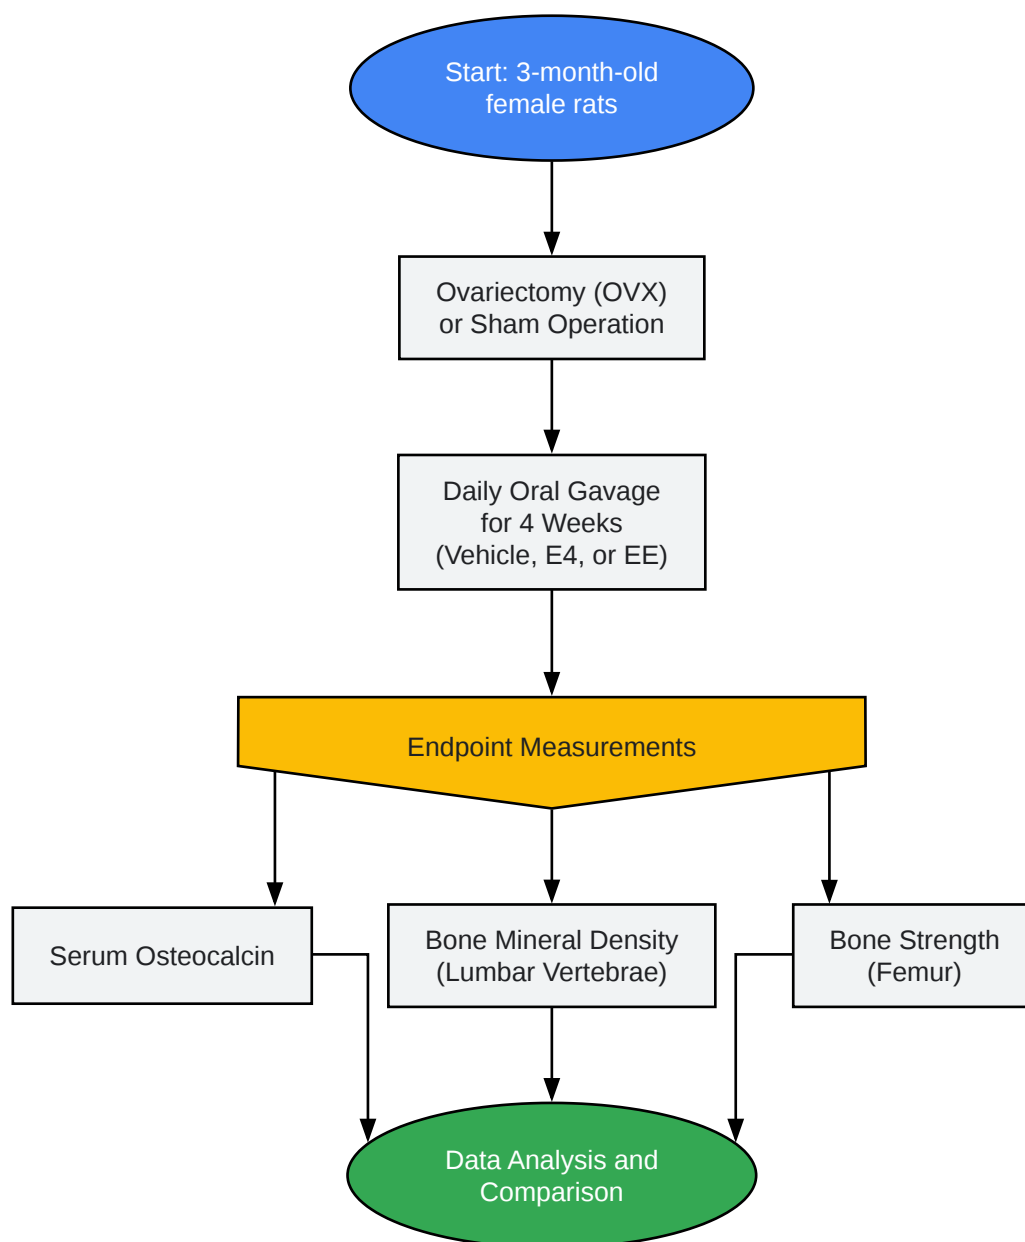 Start: 3-month-old
female rats
Ovariectomy (OVX)
or Sham Operation
Daily Oral Gavage
for 4 Weeks
(Vehicle, E4, or EE)
Endpoint Measurements
Serum Osteocalcin
Bone Mineral Density
(Lumbar Vertebrae)
Bone Strength
(Femur)
Data Analysis and
Comparison